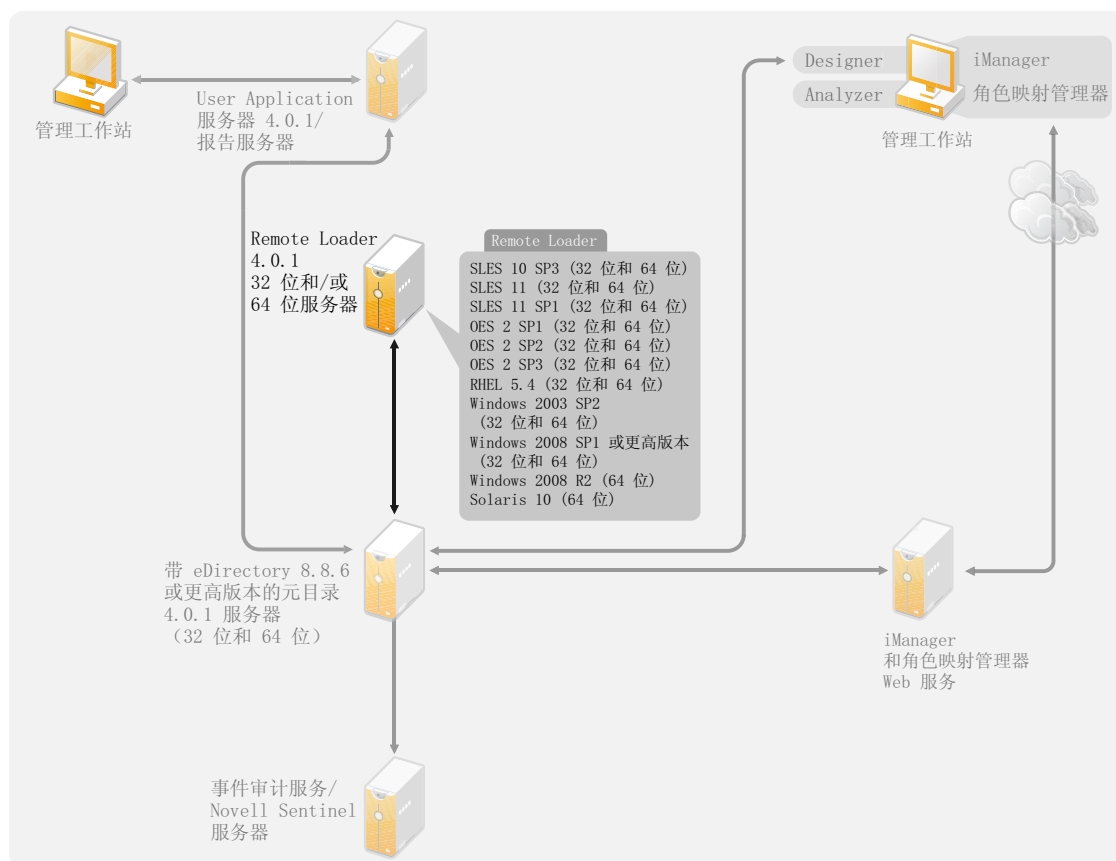 管理工作站
User Application
服务器 4.0.1/
报告服务器
Designer
Analyzer
iManager
角色映射管理器
管理工作站
Remote Loader
4.0.1
32 位和/或
64 位服务器
Remote Loader
SLES 10 SP3 (32 位和 64 位)
SLES 11 (32 位和 64 位)
SLES 11 SP1 (32 位和 64 位)
OES 2 SP1 (32 位和 64 位)
OES 2 SP2 (32 位和 64 位)
OES 2 SP3 (32 位和 64 位)
RHEL 5.4 (32 位和 64 位)
Windows 2003 SP2
(32 位和 64 位)
Windows 2008 SP1 或更高版本
(32 位和 64 位)
Windows 2008 R2 (64 位)
Solaris 10 (64 位)
带 eDirectory 8.8.6
或更高版本的元目录
4.0.1 服务器
（32 位和 64 位）
iManager
和角色映射管理器
Web 服务
事件审计服务/
Novell Sentinel
服务器